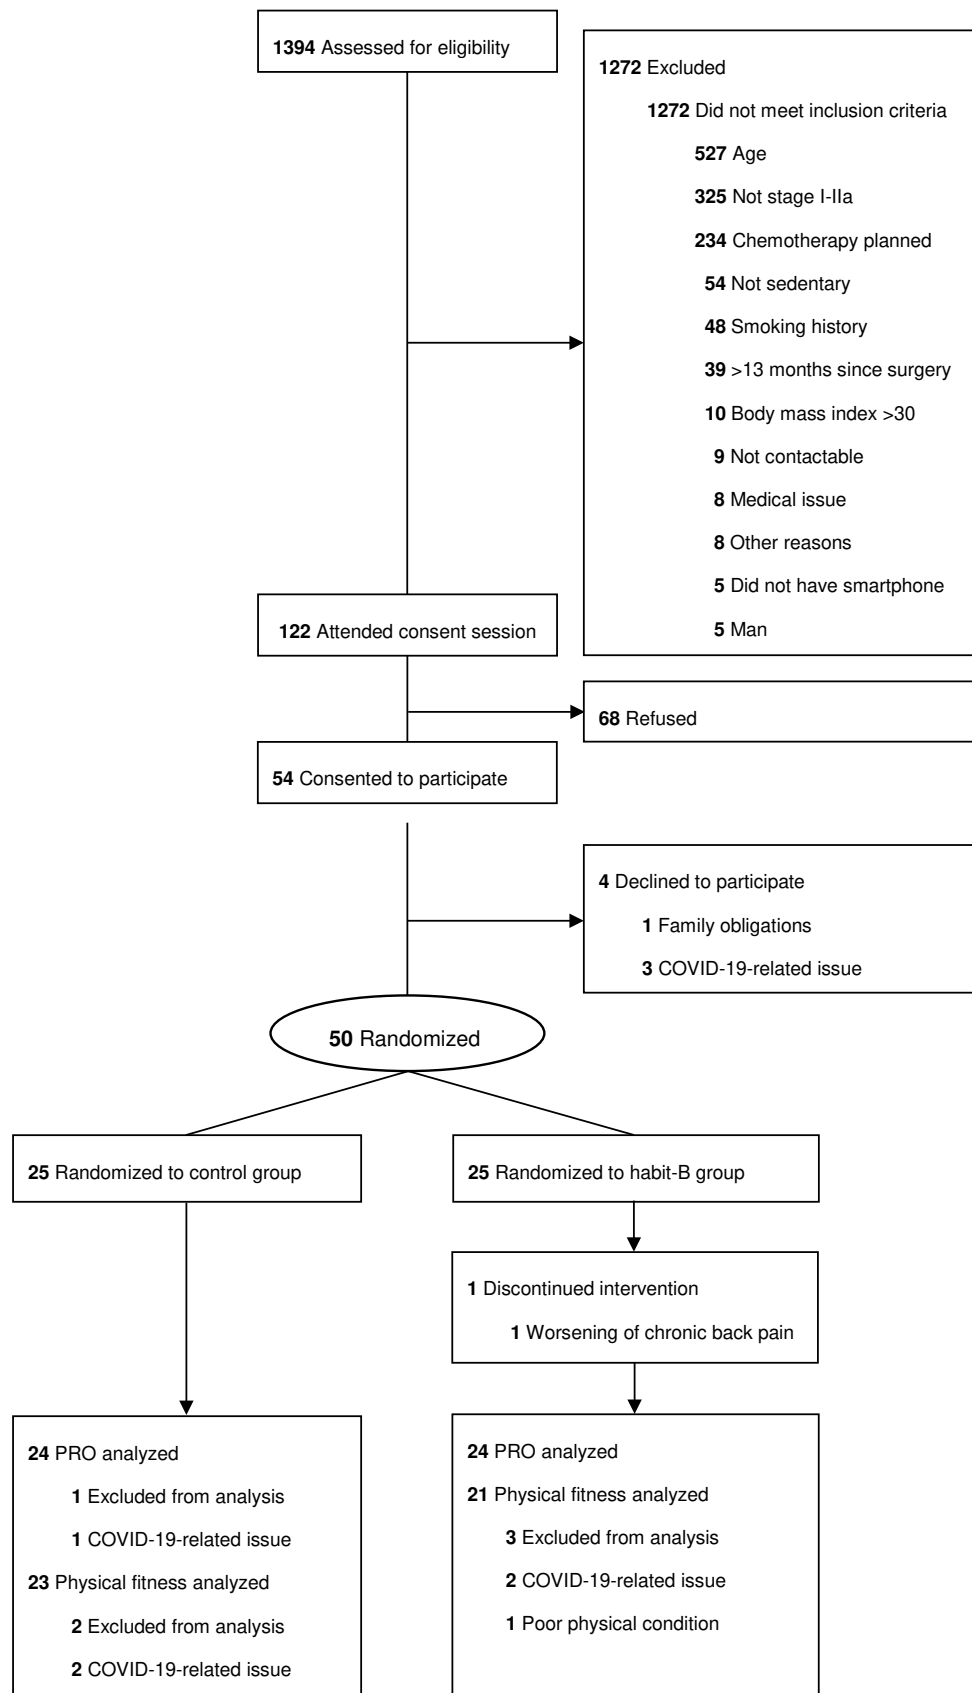 1394 Assessed for eligibility
1272 Excluded
1272 Did not meet inclusion criteria
527 Age
325 Not stage I-IIa
234 Chemotherapy planned
54 Not sedentary
48 Smoking history
39 >13 months since surgery
10 Body mass index >30
9 Not contactable
8 Medical issue
8 Other reasons
5 Did not have smartphone
5 Man
122 Attended consent session
68 Refused
54 Consented to participate
4 Declined to participate
1 Family obligations
3 COVID-19-related issue
50 Randomized
25 Randomized to control group
25 Randomized to habit-B group
1 Discontinued intervention
1 Worsening of chronic back pain
24 PRO analyzed
1 Excluded from analysis
1 COVID-19-related issue
23 Physical fitness analyzed
2 Excluded from analysis
2 COVID-19-related issue
24 PRO analyzed
21 Physical fitness analyzed
3 Excluded from analysis
2 COVID-19-related issue
1 Poor physical condition